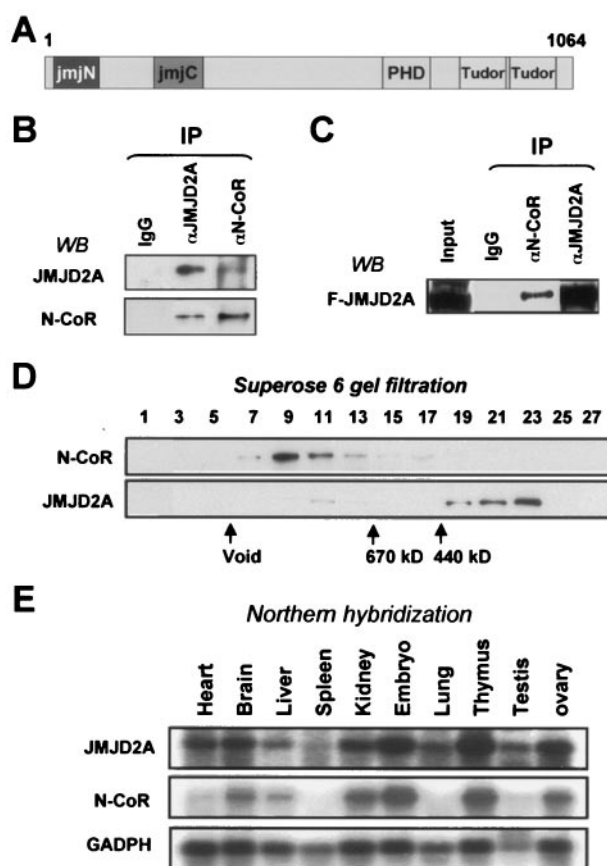 A
1 1064
jmjN jmjC PHD Tudor Tudor
B
IP
WB IgG αJMJD2A αN-CoR
JMJD2A
N-CoR
C
IP
WB Input IgG αN-CoR αJMJD2A
F-JMJD2A
D
Superose 6 gel filtration
1 3 5 7 9 11 13 15 17 19 21 23 25 27
N-CoR
JMJD2A
Void 670 kD 440 kD
E
Northern hybridization
Heart Brain Liver Spleen Kidney Embryo Lung Thymus Testis ovary
JMJD2A
N-CoR
GADPH